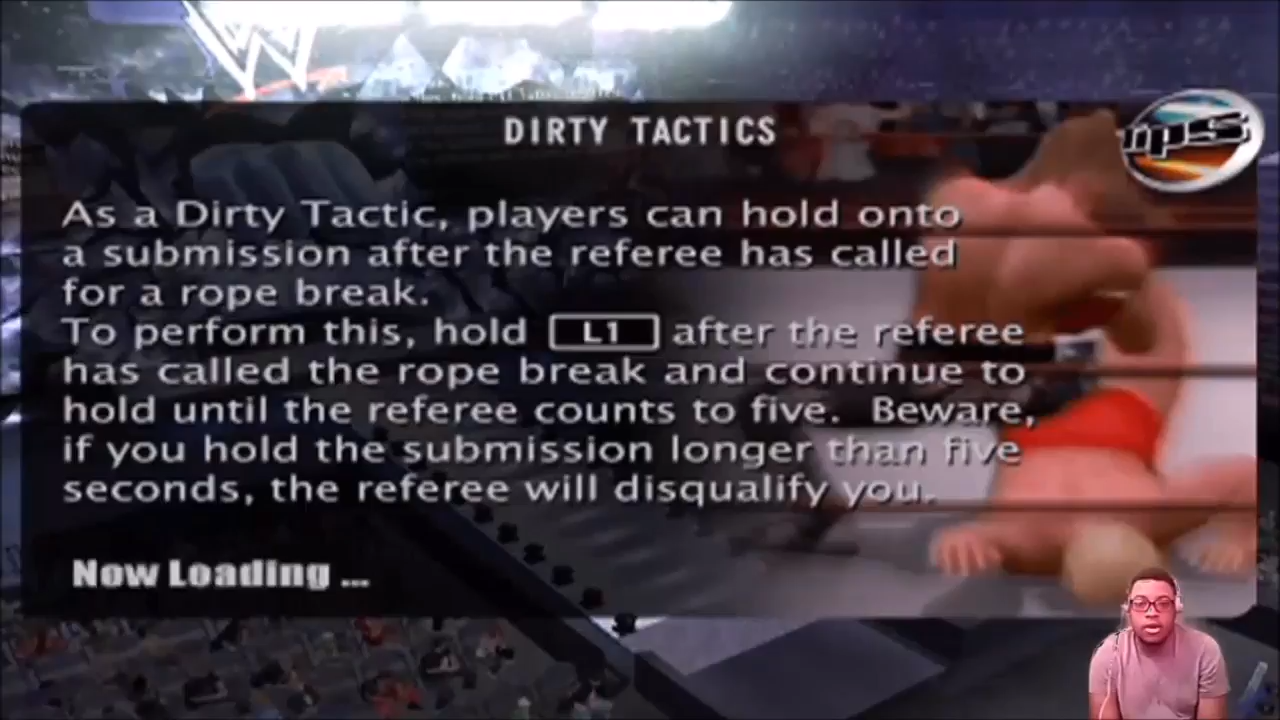 W
DIRTY TACTICS
rps
As a Dirty Tactic, players can hold onto
a submission after the referee has called
for a rope break.
To perform this, hold L1 after the referee
has called the rope break and continue to
hold until the referee counts to five. Beware,
if you hold the submission longer than five
seconds, the referee will disqualify you.
Now Loading ...